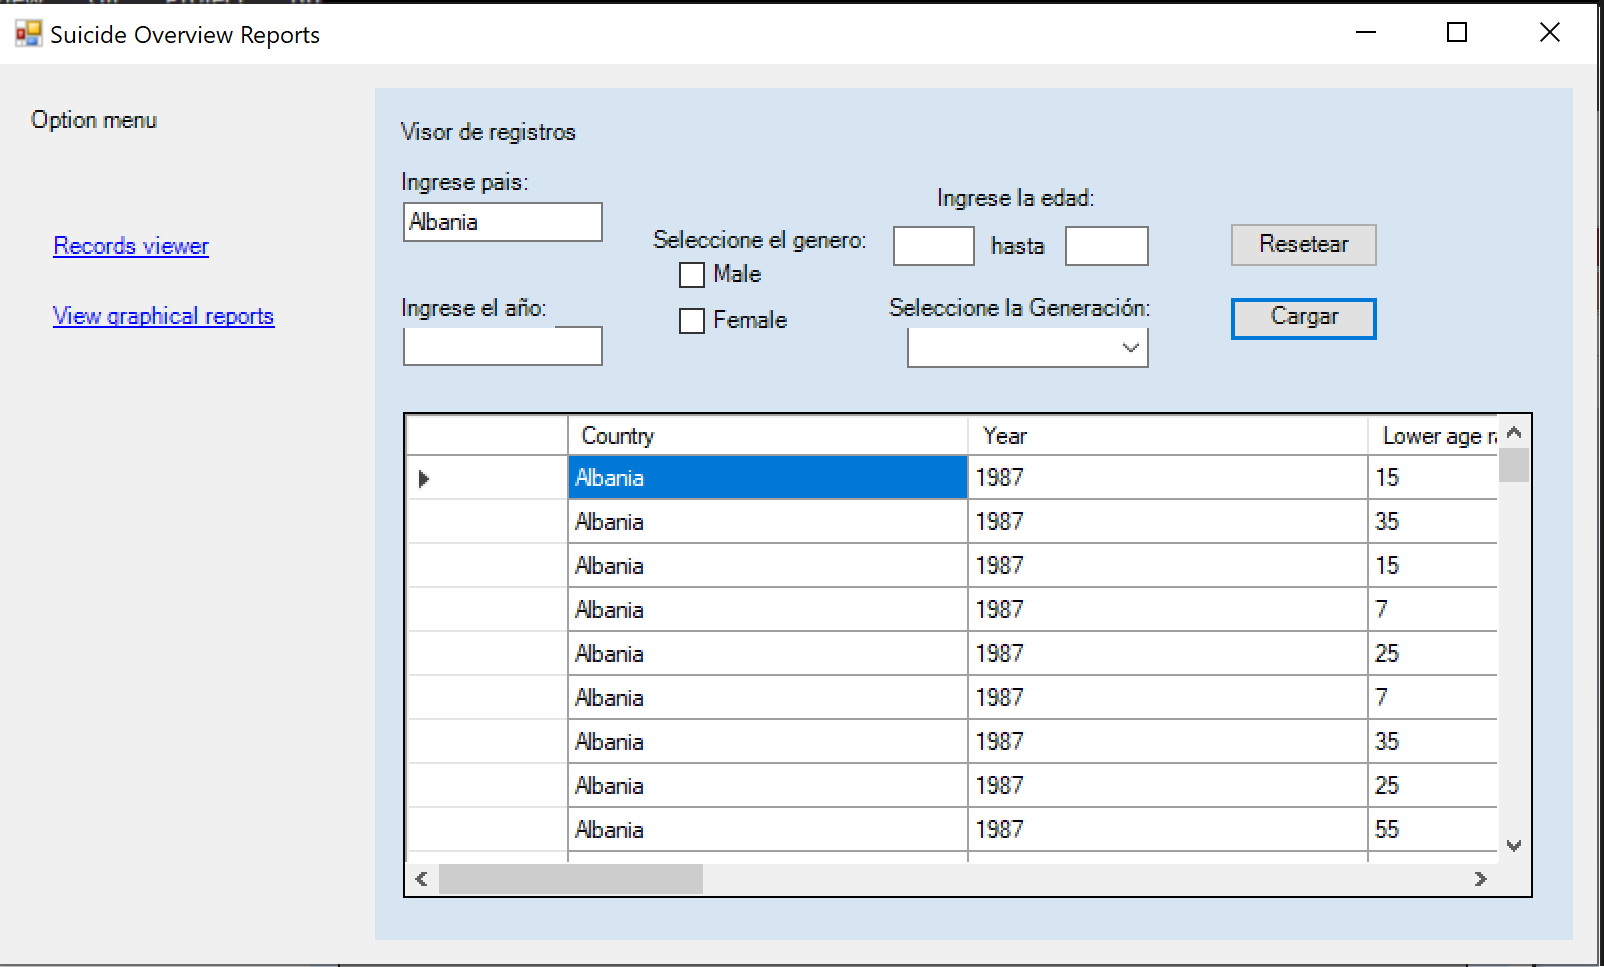 Suicide Overview Reports
Option menu
Records viewer
View graphical reports
Visor de registros
Ingrese pais:
Albania
Ingrese el año:
Seleccione el genero:
Male
Female
Ingrese la edad:
hasta
Seleccione la Generación:
Resetear
Cargar
Country Year Lower age
Albania 1987 15
Albania 1987 35
Albania 1987 15
Albania 1987 7
Albania 1987 25
Albania 1987 7
Albania 1987 35
Albania 1987 25
Albania 1987 55